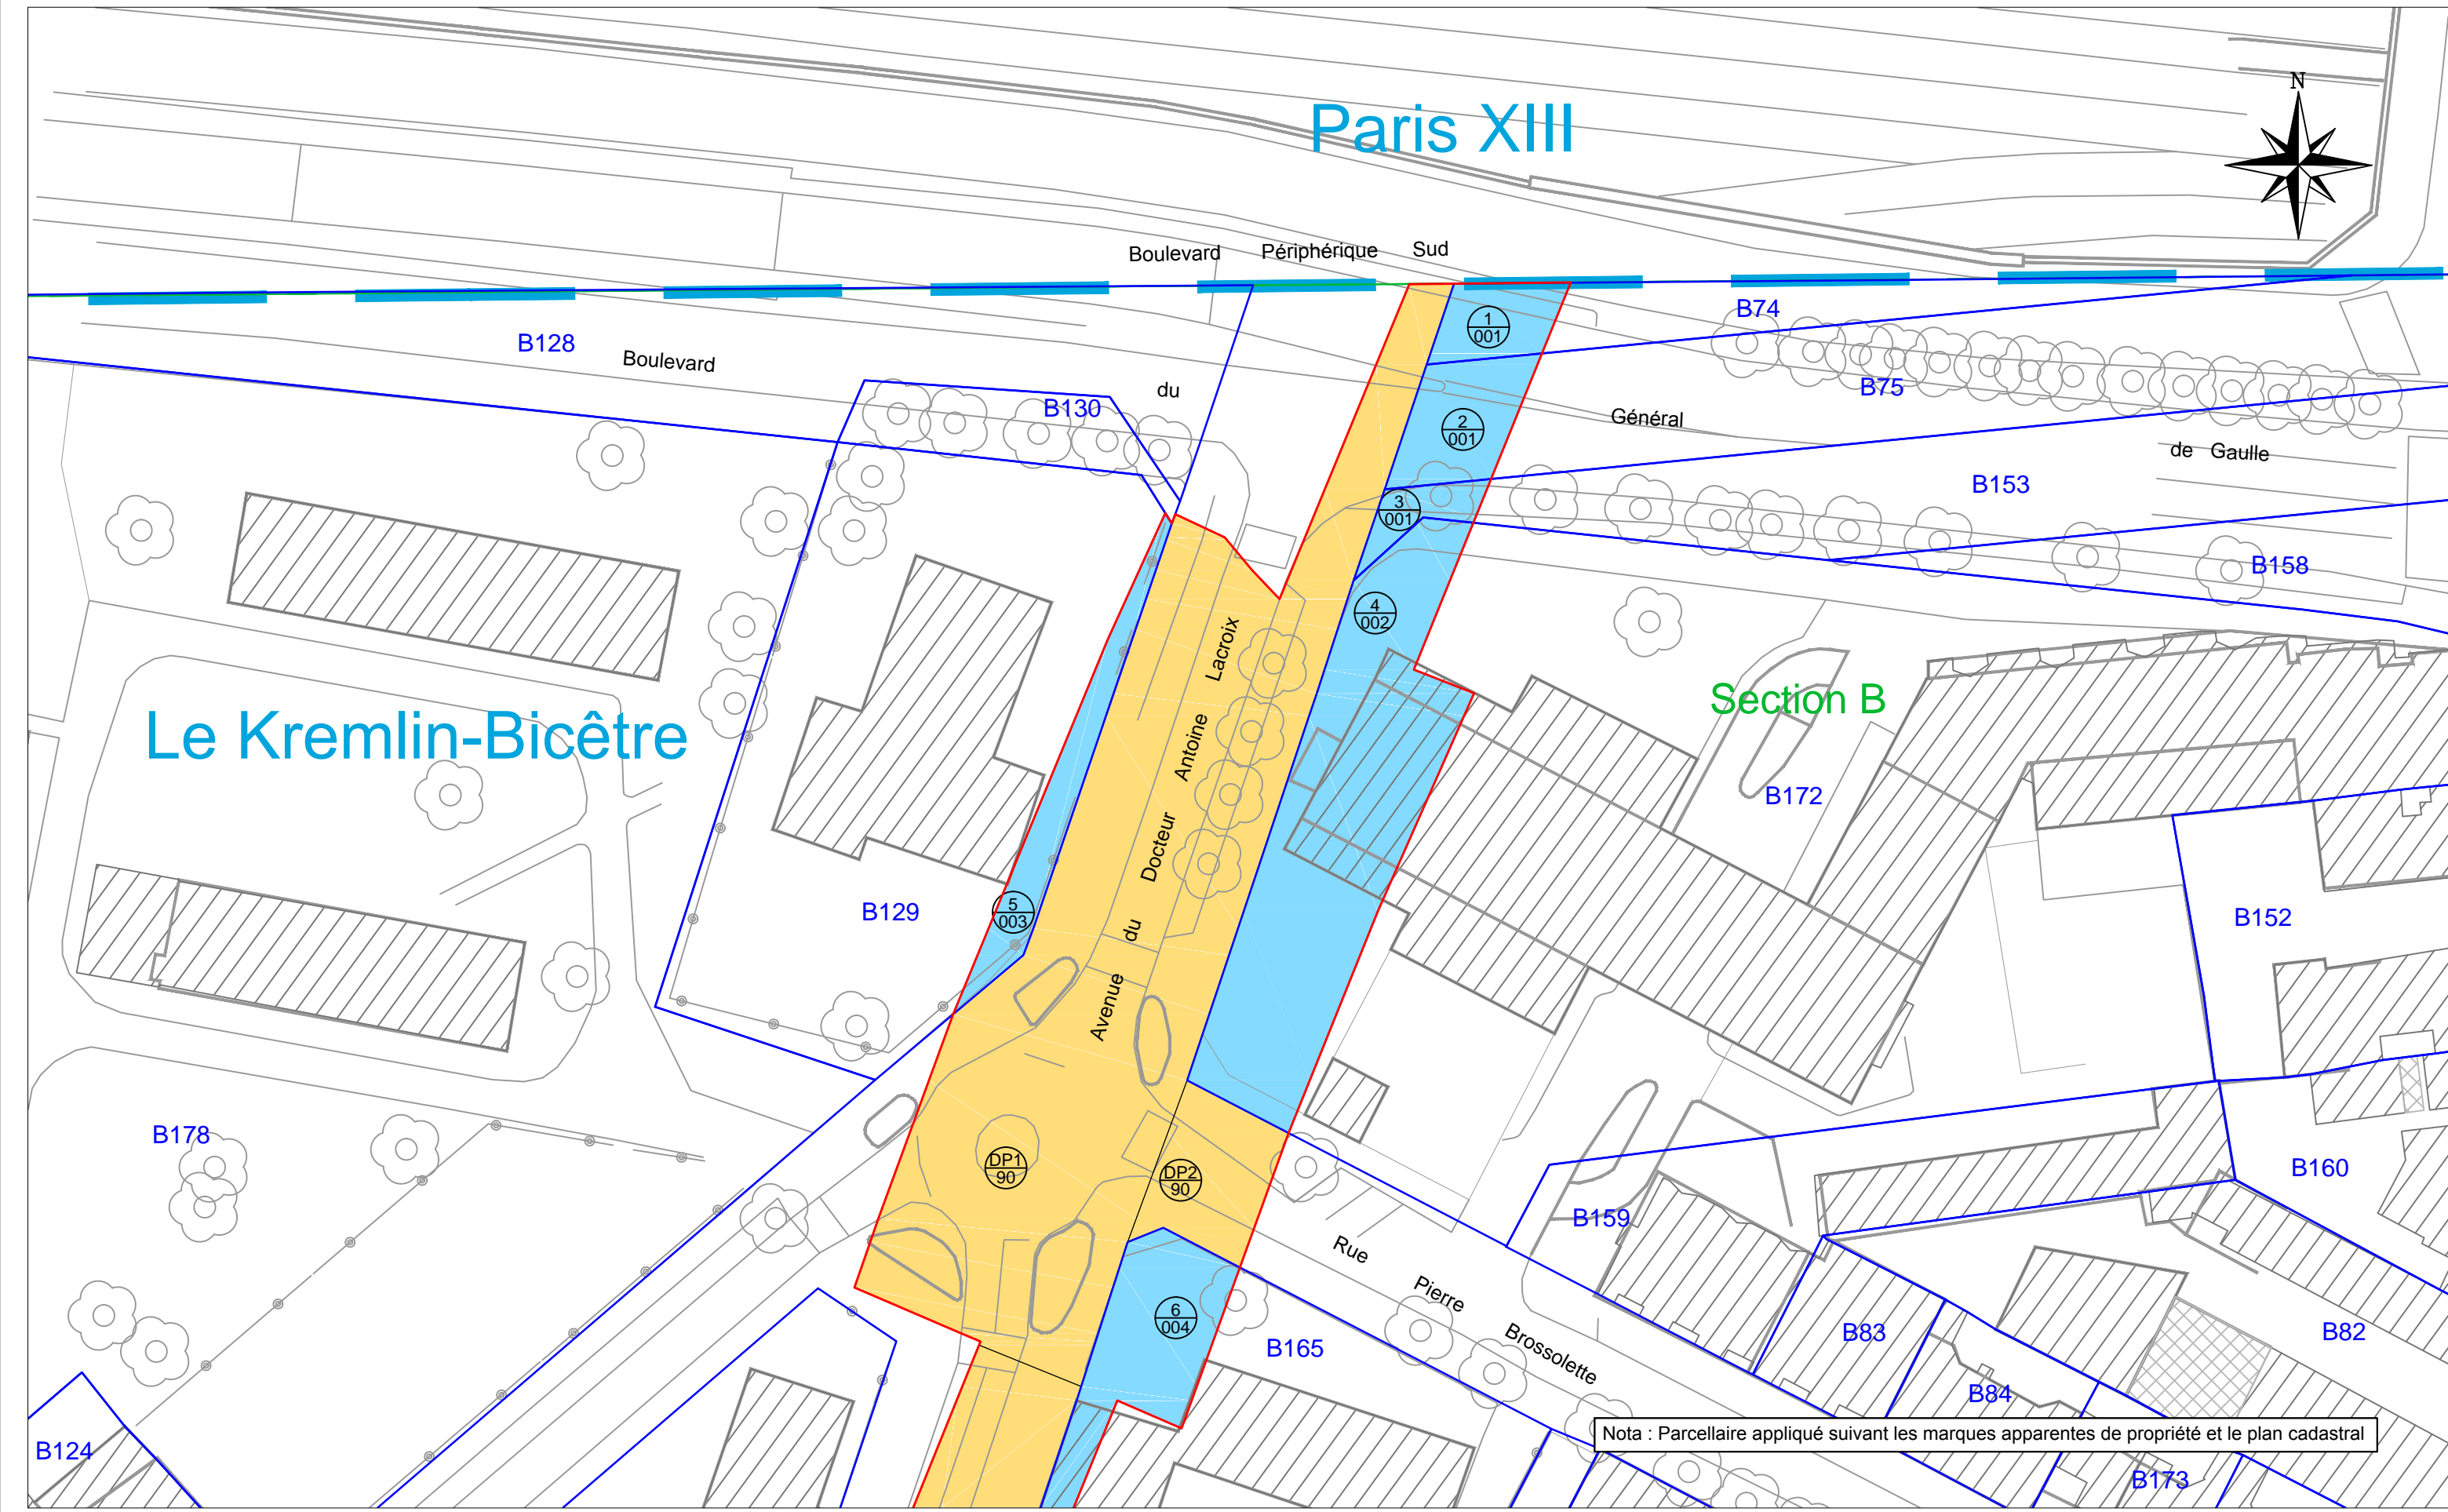 N
Paris XIII
Boulevard Périphérique Sud
1
001
B74
B128
Boulevard
du
B130
B75
Général
2
001
de Gaulle
B153
3
001
B158
4
002
Le Kremlin-Bicêtre
Section B
B172
Avenue du Docteur Antoine Lacroix
5
003
B129
B152
B178
DP1
90
DP2
90
B160
B159
Rue Pierre Brossolette
6
004
B165
B83
B82
B84
Nota : Parcellaire appliqué suivant les marques apparentes de propriété et le plan cadastral
B124
B173